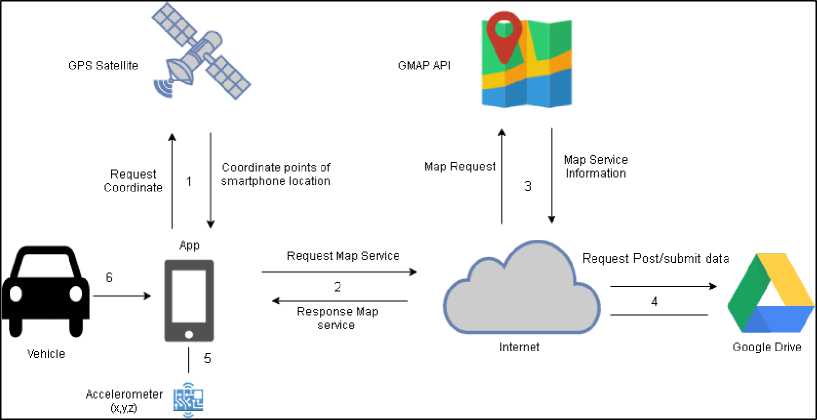 GPS Satellite
GMAP API
Request
Coordinate
1
Coordinate points of
smartphone location
Map Request
3
Map Service
Information
App
6
Request Map Service
2
Response Map
service
Request Post/submit data
4
Vehicle
5
Internet
Google Drive
Accelerometer
(x,y,z)